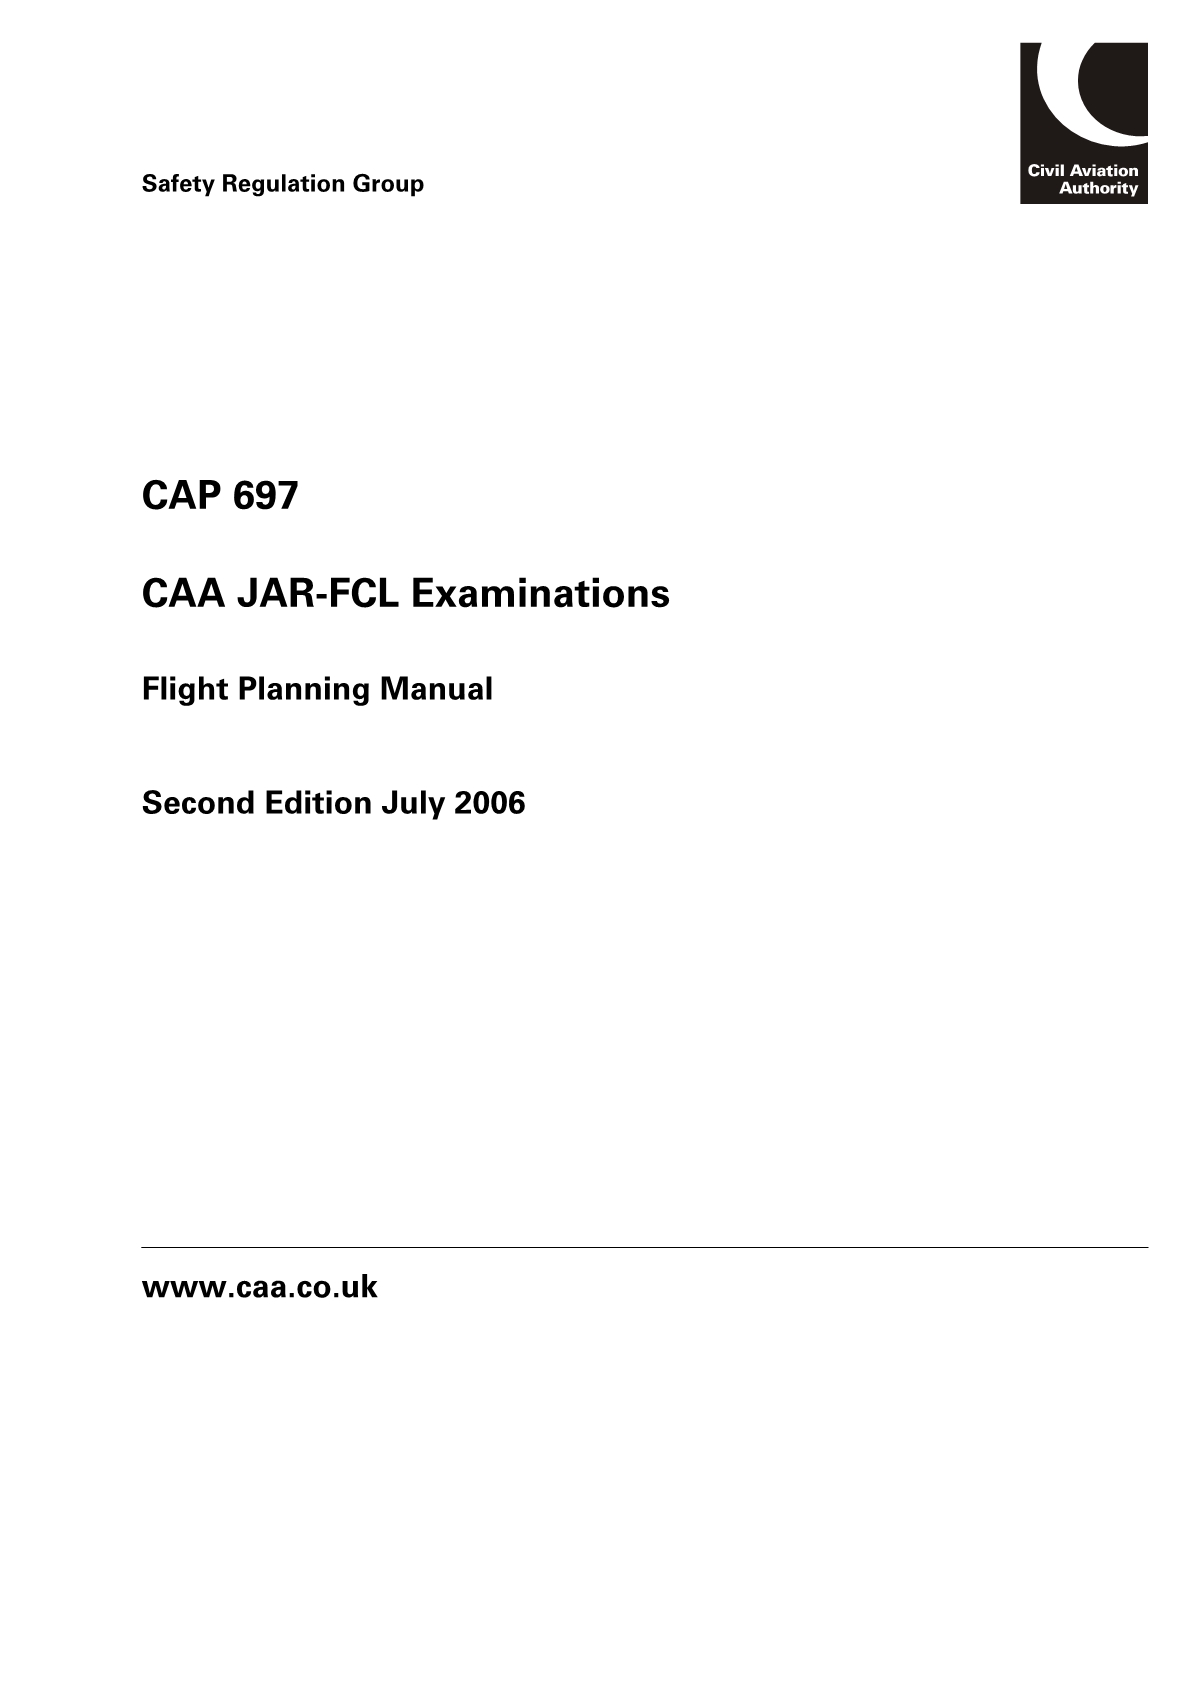 Civil Aviation
Authority
Safety Regulation Group
CAP 697
CAA JAR-FCL Examinations
Flight Planning Manual
Second Edition July 2006
www.caa.co.uk